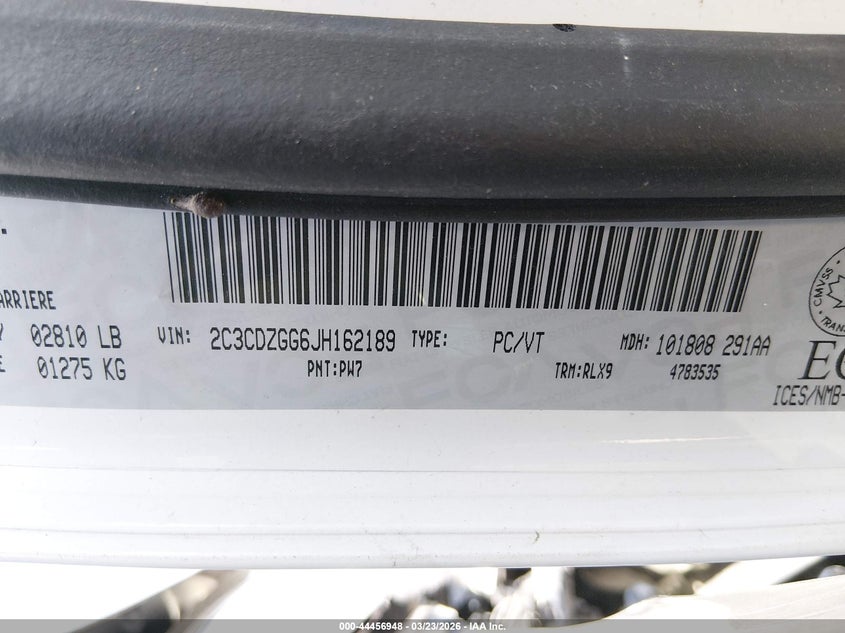 ARRIERE
02810 LB VIN: 2C3CDZGG6JH162189 TYPE: PC/VT MDH: 101808 291AA
01275 KG PNT:PW7 TRM:RLX9 4783535
CMVSS
ICES/NMB-
000-44456948 - 03/23/2026 - IAA Inc.